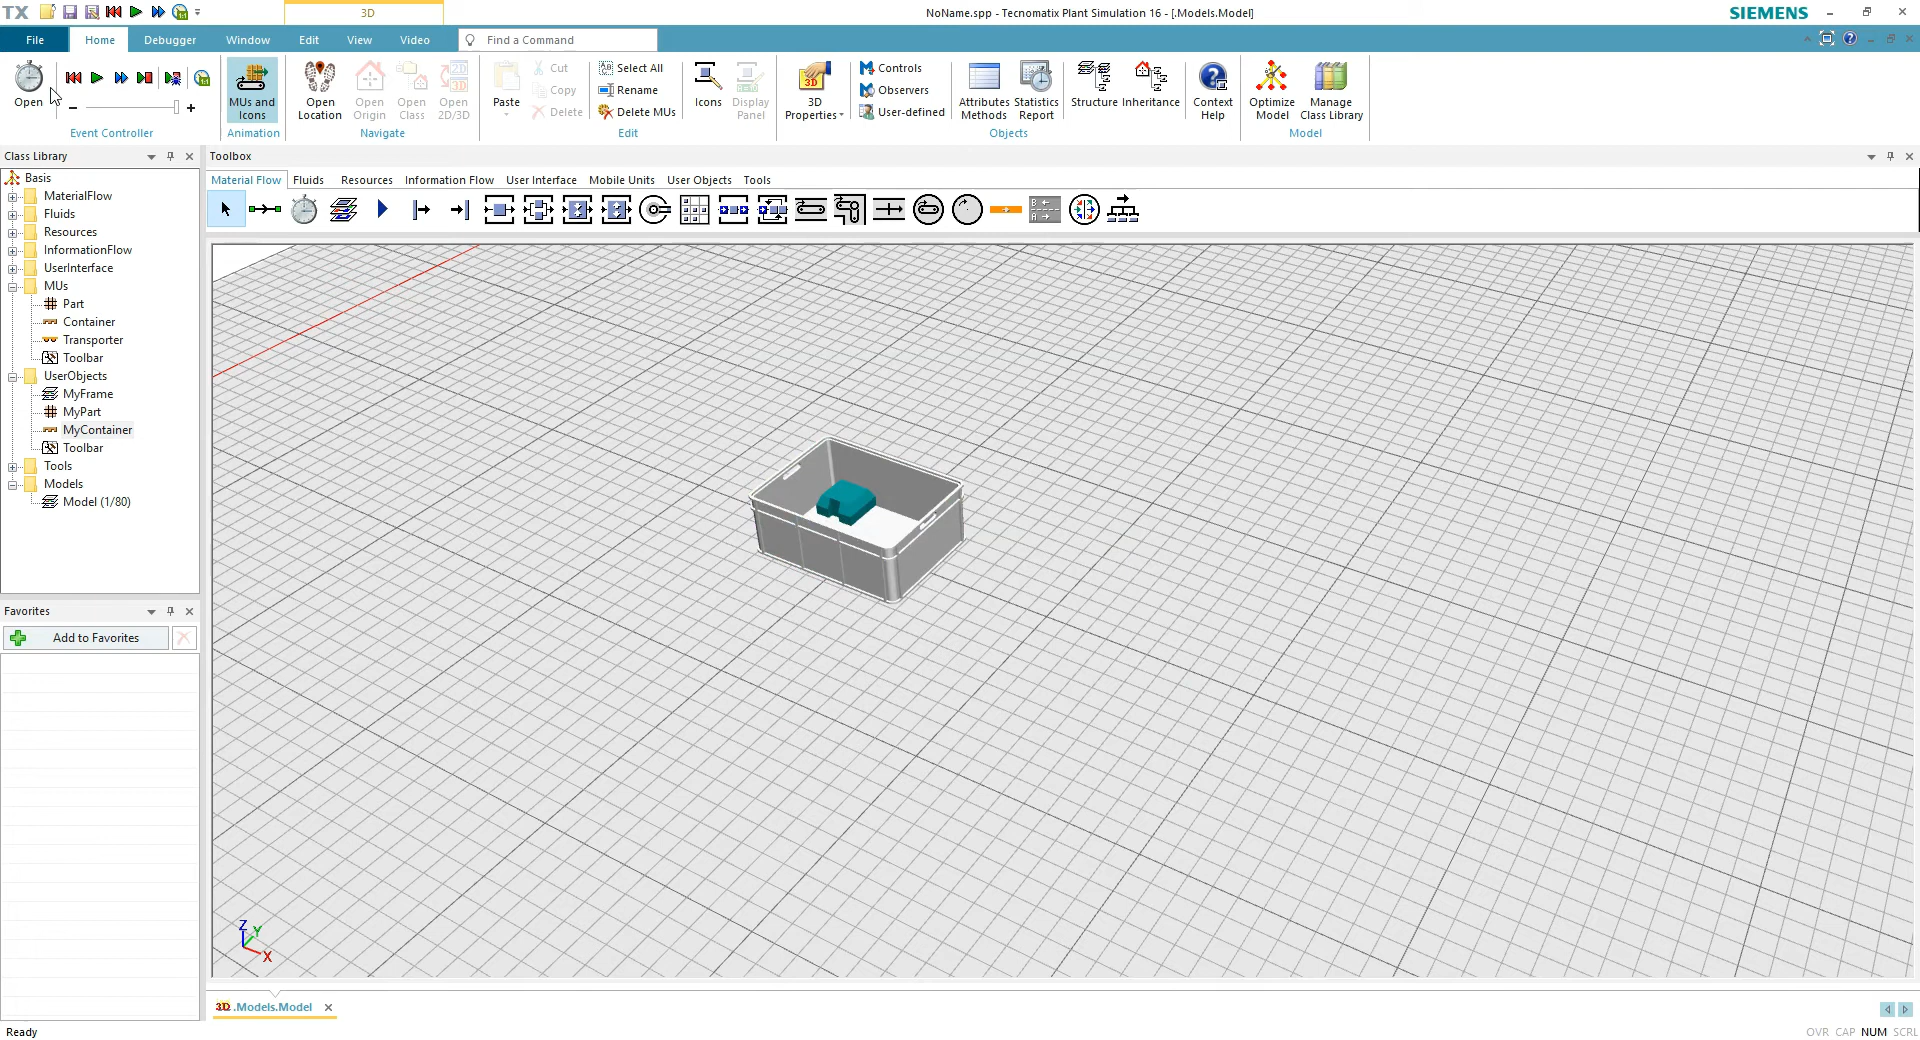 TX
3D
NoName.spp - Tecnomatix Plant Simulation 16 - [.Models.Model]
SIEMENS
File
Home
Debugger
Window
Edit
View
Video
Find a Command
Open
Event Controller
MUs and Icons
Animation
Open Location
Open Origin
Open Class
Open 2D/3D
Navigate
Paste
Cut
Copy
Delete
Select All
Rename
Delete MUs
Edit
Icons
Display Panel
3D Properties
Controls
Observers
User-defined
Attributes Methods
Statistics Report
Structure
Inheritance
Objects
Context Help
Optimize Model
Manage Class Library
Model
Class Library
Basis
MaterialFlow
Fluids
Resources
InformationFlow
UserInterface
MUs
Part
Container
Transporter
Toolbar
UserObjects
MyFrame
MyPart
MyContainer
Toolbar
Tools
Models
Model (1/80)
Favorites
Add to Favorites
Toolbox
Material Flow
Fluids
Resources
Information Flow
User Interface
Mobile Units
User Objects
Tools
Z
Y
X
3D .Models.Model
Ready
OVR CAP NUM SCRL